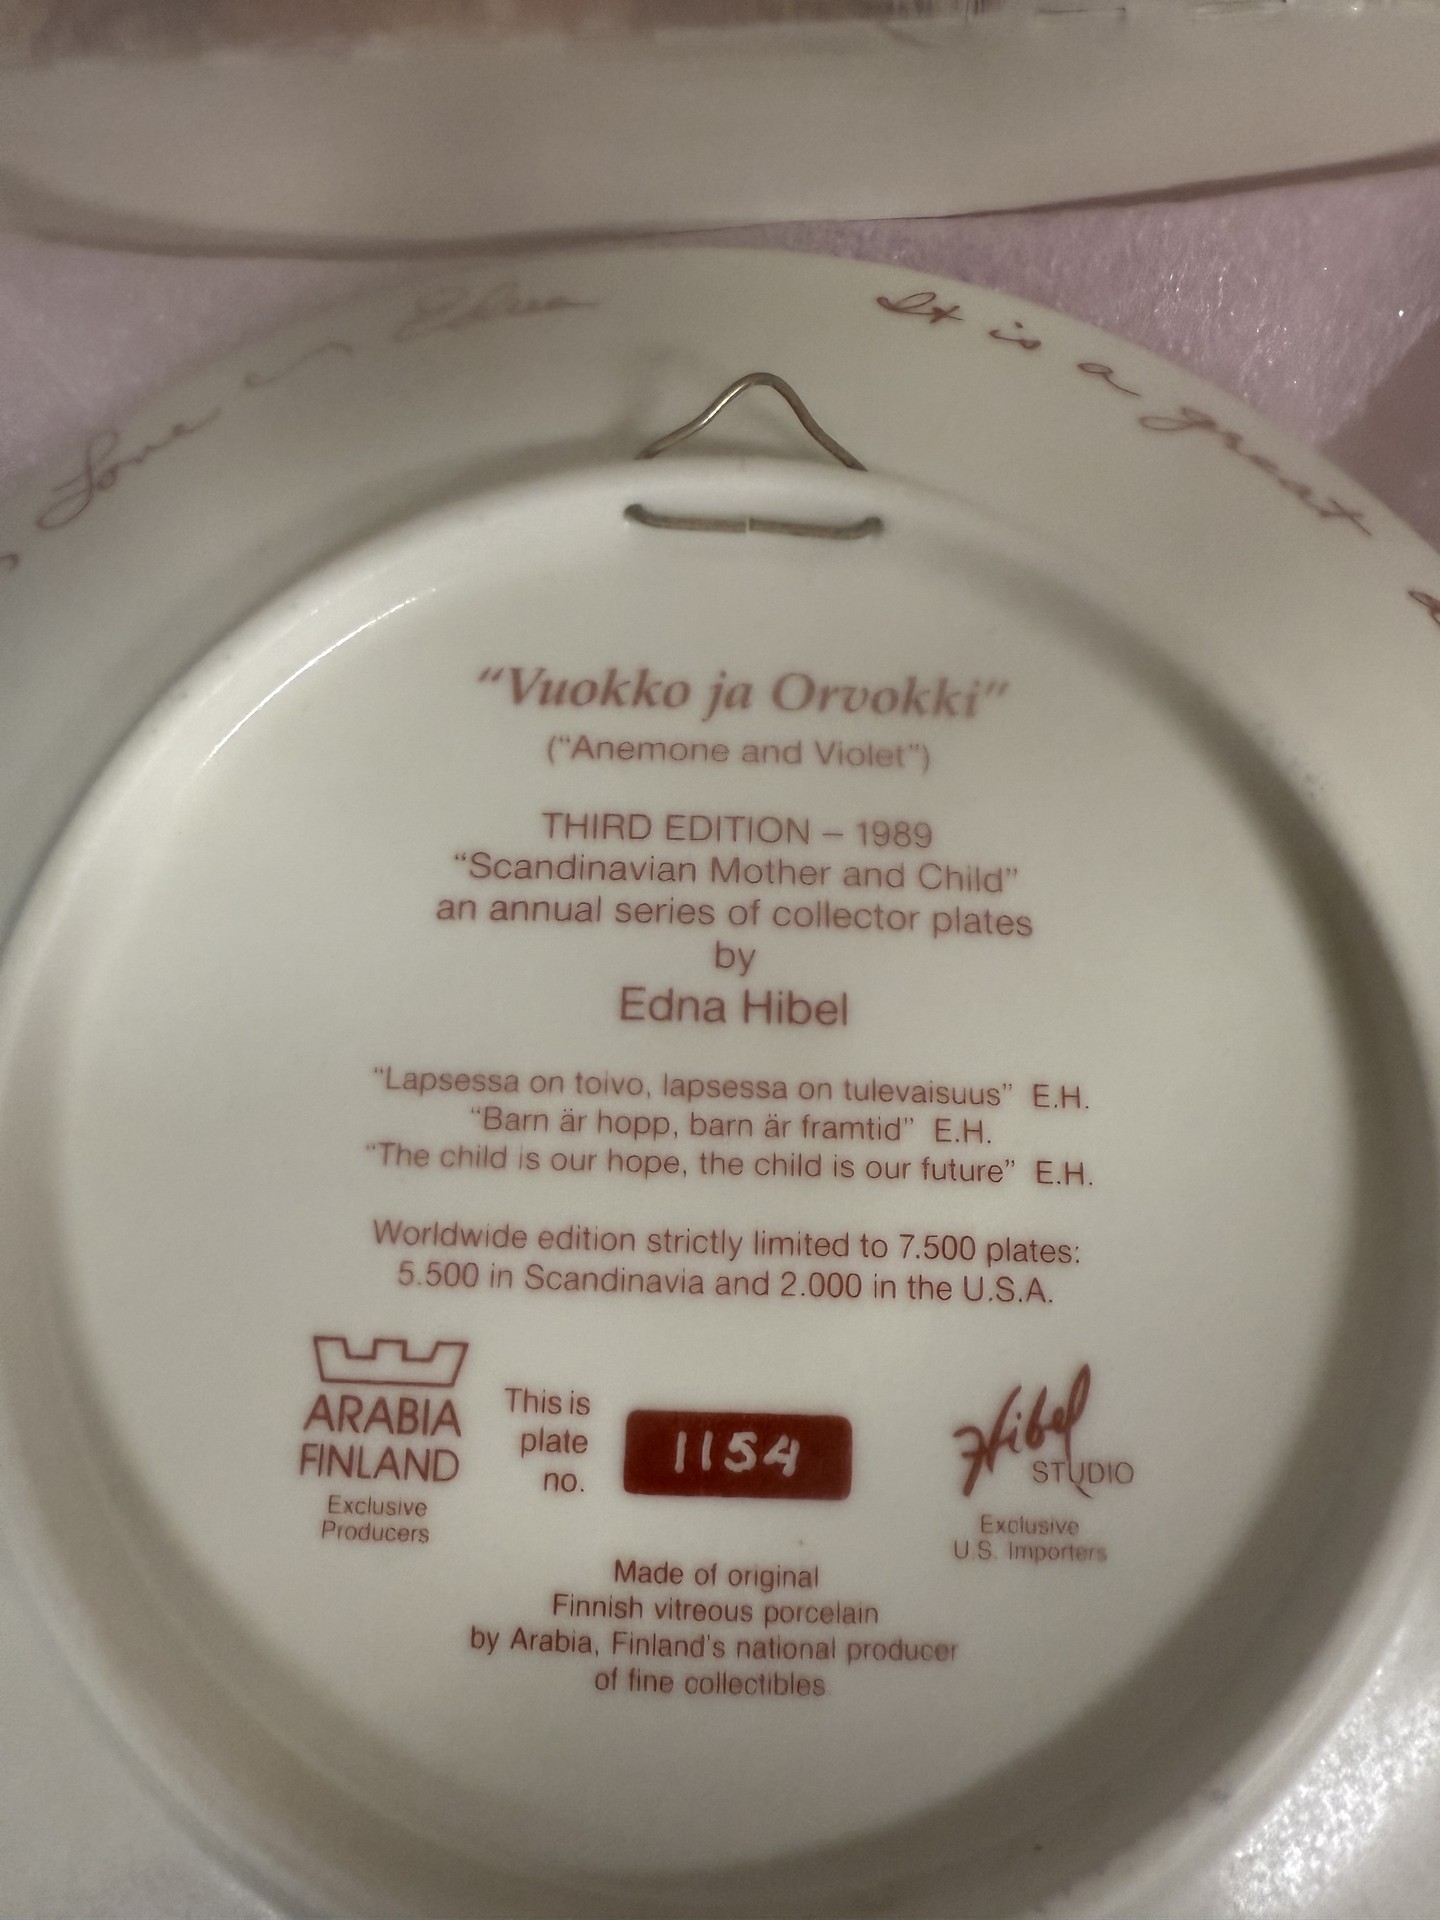 Love Edna
It is a great
"Vuokko ja Orvokki"
("Anemone and Violet")
THIRD EDITION – 1989
"Scandinavian Mother and Child"
an annual series of collector plates
by
Edna Hibel
"Lapsessa on toivo, lapsessa on tulevaisuus" E.H.
"Barn är hopp, barn är framtid" E.H.
"The child is our hope, the child is our future" E.H.
Worldwide edition strictly limited to 7.500 plates:
5.500 in Scandinavia and 2.000 in the U.S.A.
ARABIA
FINLAND
Exclusive
Producers
This is
plate
no.
1154
Hibel
STUDIO
Exclusive
U.S. Importers
Made of original
Finnish vitreous porcelain
by Arabia, Finland's national producer
of fine collectibles